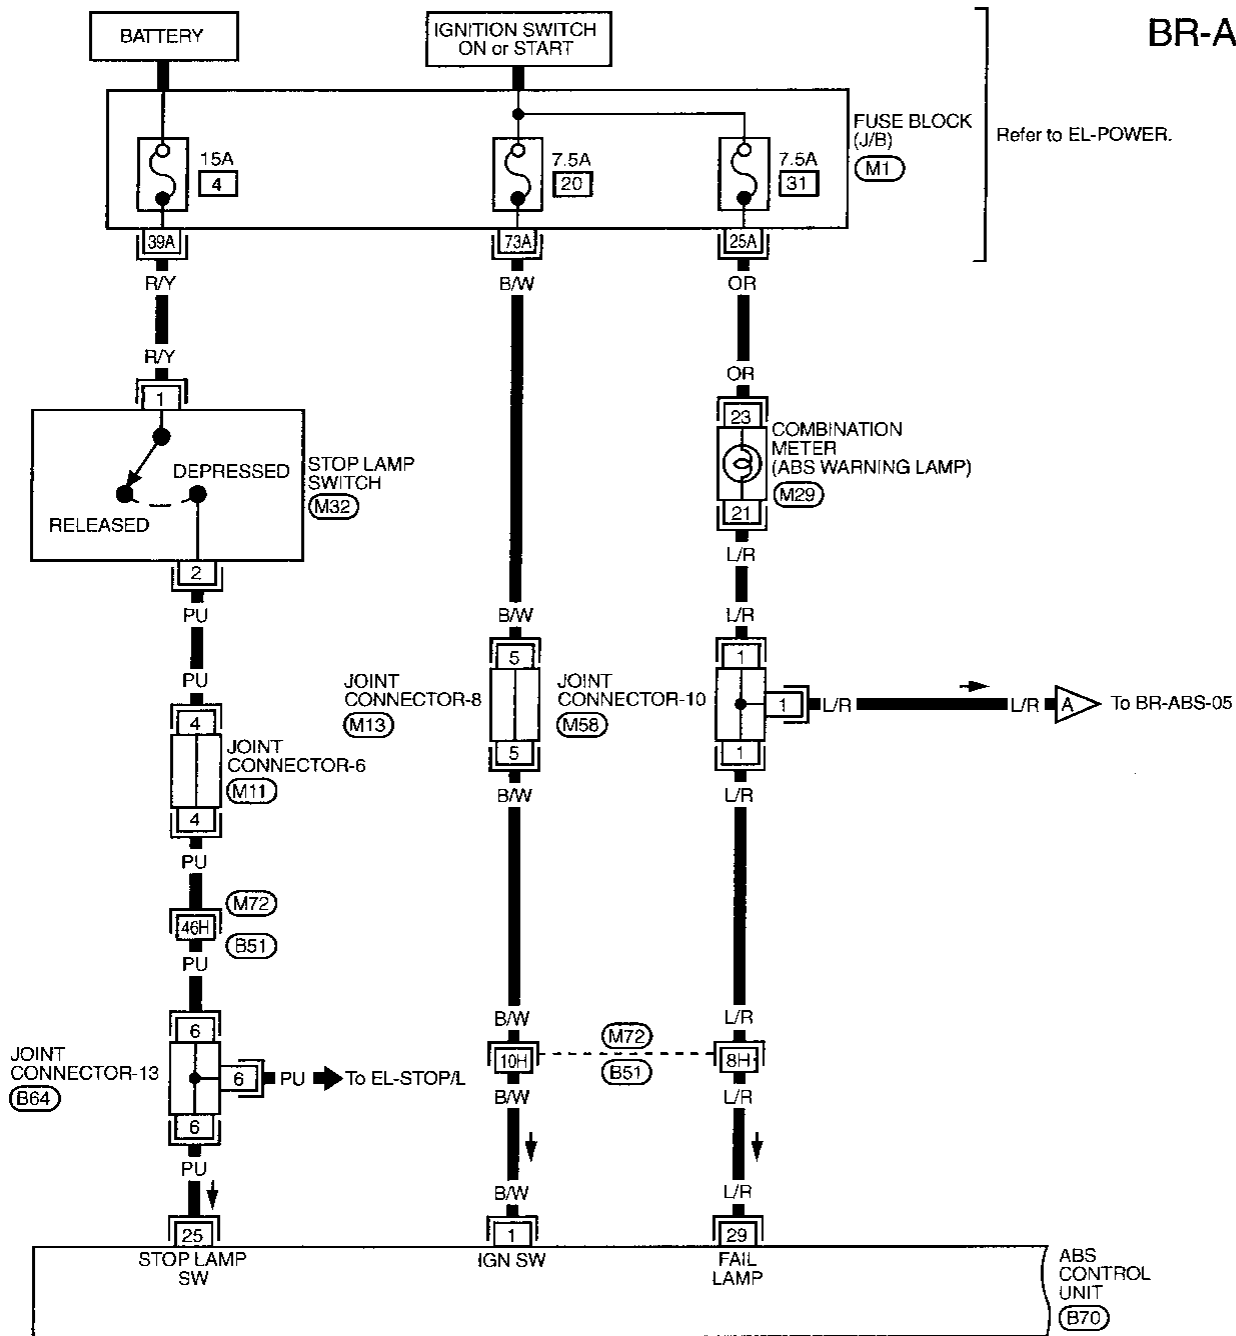 BR-A
BATTERY
IGNITION SWITCH
ON or START
FUSE BLOCK
(J/B)
M1
Refer to EL-POWER.
15A
4
7.5A
20
7.5A
31
39A
73A
25A
R/Y
B/W
OR
R/Y
OR
1
23
COMBINATION
METER
(ABS WARNING LAMP)
M29
21
DEPRESSED
RELEASED
STOP LAMP
SWITCH
M32
L/R
2
PU
B/W
L/R
5
1
PU
JOINT
CONNECTOR-8
M13
JOINT
CONNECTOR-10
M58
1
L/R
L/R
A
To BR-ABS-05
4
5
1
JOINT
CONNECTOR-6
M11
B/W
L/R
4
PU
M72
46H
B51
PU
B/W
L/R
6
M72
10H
8H
B51
JOINT
CONNECTOR-13
B64
6
PU
To EL-STOP/L
B/W
L/R
6
PU
B/W
L/R
25
1
29
STOP LAMP
SW
IGN SW
FAIL
LAMP
ABS
CONTROL
UNIT
B70